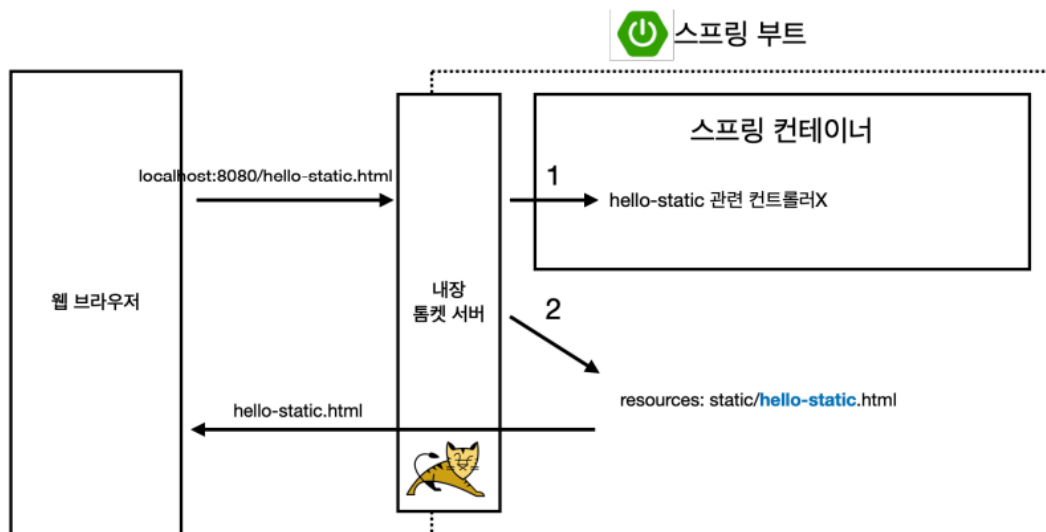 스프링 부트
스프링 컨테이너
localhost:8080/hello-static.html
1
hello-static 관련 컨트롤러X
웹 브라우저
내장
톰켓 서버
2
resources: static/hello-static.html
hello-static.html